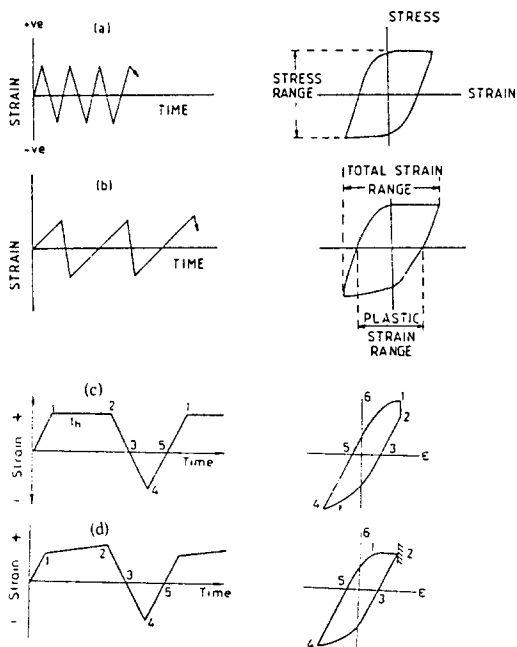 +ve
(a)
STRAIN
TIME
-ve
STRESS
STRESS
RANGE
STRAIN
(b)
STRAIN
TIME
TOTAL STRAIN
RANGE
PLASTIC
STRAIN RANGE
(c)
- Strain +
1
th
2
3
4
5
1
Time
6
1
2
3
4
5
ε
(d)
- Strain +
1
2
3
4
5
Time
6
1
2
3
4
5
ε